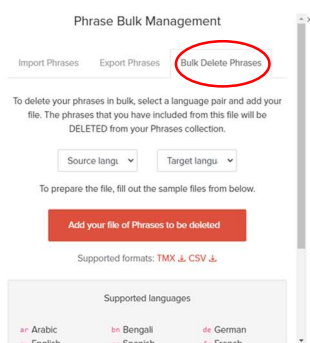 Phrase Bulk Management
Import Phrases Export Phrases Bulk Delete Phrases
To delete your phrases in bulk, select a language pair and add your
file. The phrases that you have included from this file will be
DELETED from your Phrases collection.
Source langu Target langu
To prepare the file, fill out the sample files from below.
Add your file of Phrases to be deleted
Supported formats: TMX CSV
Supported languages
ar Arabic bn Bengali de German
English Spanish French